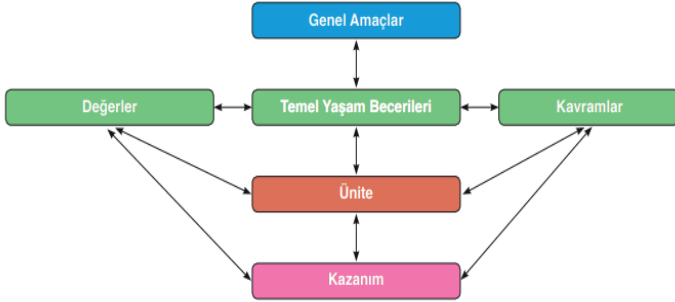 Genel Amaçlar
Değerler
Temel Yaşam Becerileri
Kavramlar
Ünite
Kazanım